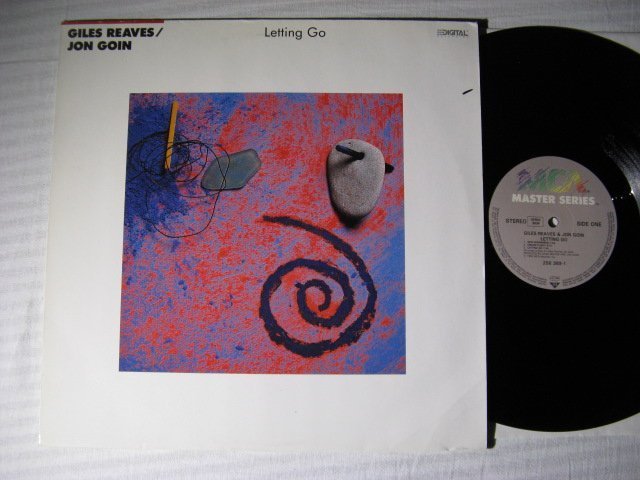 GILES REAVES/
JON GOIN
Letting Go
DIGITAL
MCA
MASTER SERIES
STEREO
SIDE ONE
GILES REAVES & JON GOIN
LETTING GO